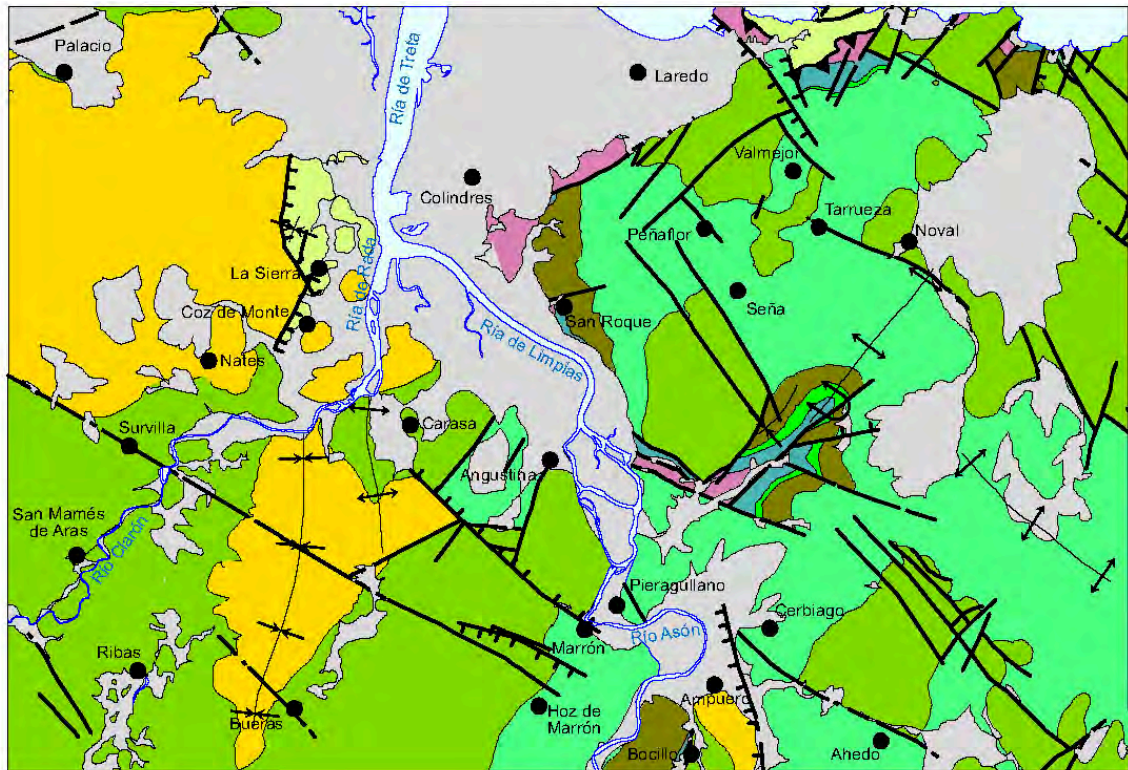 Palacio
Ría de Treta
Laredo
Colindres
Valmejor
Peñaflor
Tarrueza
Noval
La Sierra
Ría de Rada
Seña
Coz de Monte
San Roque
Ría de Limpias
Nates
Carasa
Survilla
Angustina
San Mamés
de Aras
Río Clarón
Pieragullano
Cerbiago
Marrón
Río Asón
Ribas
Ampuero
Bueras
Hoz de
Marrón
Bocillo
Ahedo